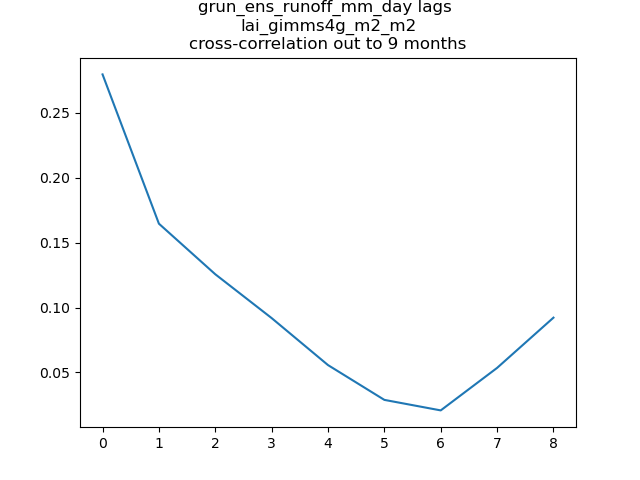 grun_ens_runoff_mm_day lags
lai_gimms4g_m2_m2
cross-correlation out to 9 months
0.25
0.20
0.15
0.10
0.05
0 1 2 3 4 5 6 7 8